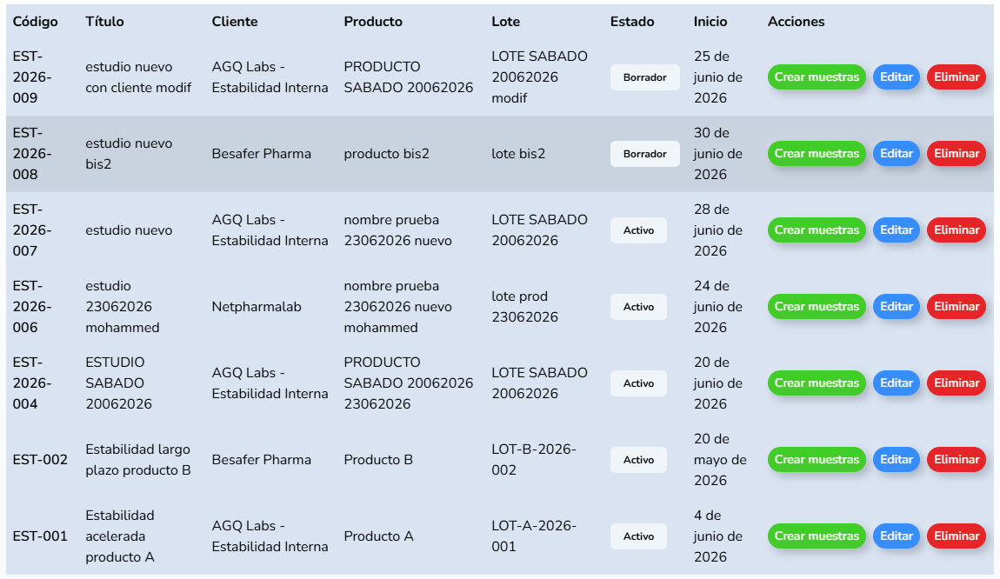 Código Título Cliente Producto Lote Estado Inicio Acciones
EST-
2026-
009
estudio nuevo
con cliente modif
AGQ Labs -
Estabilidad Interna
PRODUCTO
SABADO 20062026
LOTE SABADO
20062026
modif
Borrador
25 de
junio de
2026
Crear muestras Editar Eliminar
EST-
2026-
008
estudio nuevo
bis2
Besafer Pharma
producto bis2
lote bis2
Borrador
30 de
junio de
2026
Crear muestras Editar Eliminar
EST-
2026-
007
estudio nuevo
AGQ Labs -
Estabilidad Interna
nombre prueba
23062026 nuevo
LOTE SABADO
20062026
Activo
28 de
junio de
2026
Crear muestras Editar Eliminar
EST-
2026-
006
estudio
23062026
mohammed
Netpharmalab
nombre prueba
23062026 nuevo
mohammed
lote prod
23062026
Activo
24 de
junio de
2026
Crear muestras Editar Eliminar
EST-
2026-
004
ESTUDIO
SABADO
20062026
AGQ Labs -
Estabilidad Interna
PRODUCTO
SABADO 20062026
23062026
LOTE SABADO
20062026
Activo
20 de
junio de
2026
Crear muestras Editar Eliminar
EST-002
Estabilidad largo
plazo producto B
Besafer Pharma
Producto B
LOT-B-2026-
002
Activo
20 de
mayo de
2026
Crear muestras Editar Eliminar
EST-001
Estabilidad
acelerada
producto A
AGQ Labs -
Estabilidad Interna
Producto A
LOT-A-2026-
001
Activo
4 de
junio de
2026
Crear muestras Editar Eliminar